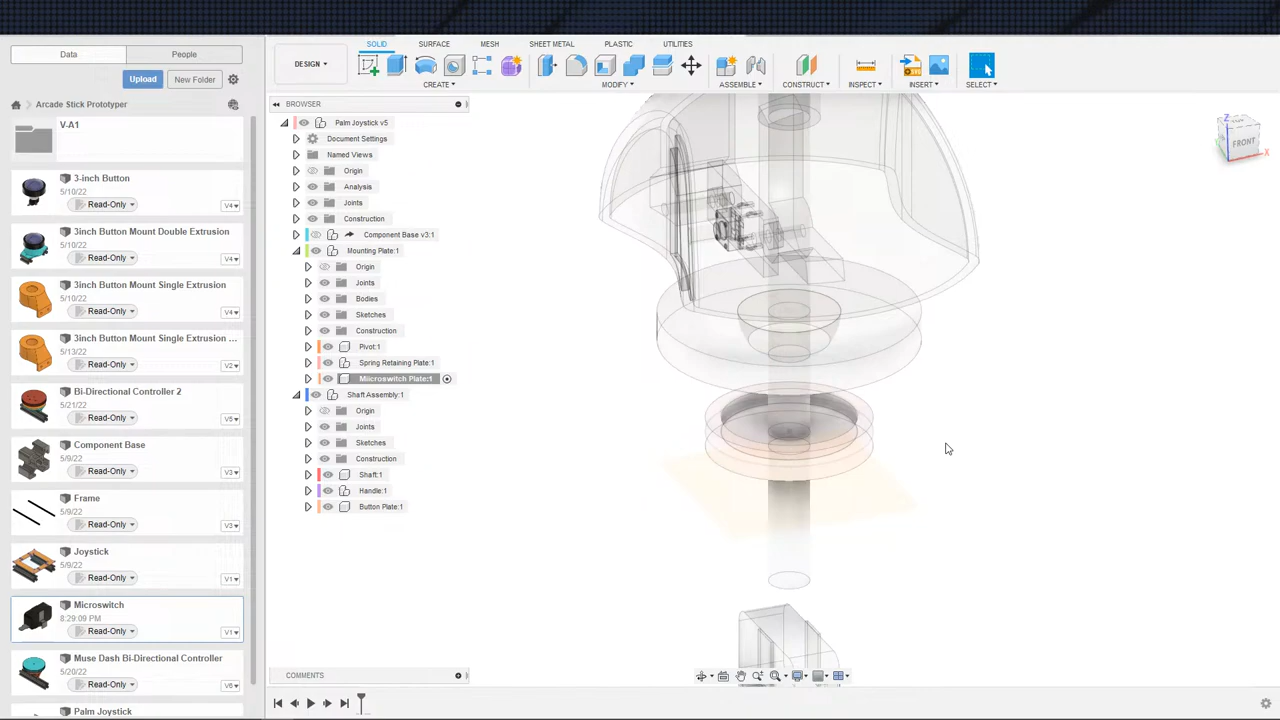 Data
People
SOLID
SURFACE
MESH
SHEET METAL
PLASTIC
UTILITIES
Upload
New Folder
DESIGN
CREATE
MODIFY
ASSEMBLE
CONSTRUCT
INSPECT
INSERT
SELECT
Arcade Stick Prototyper
V-A1
3-inch Button
5/10/22
Read-Only
V4
3inch Button Mount Double Extrusion
5/10/22
Read-Only
V4
3inch Button Mount Single Extrusion
5/10/22
Read-Only
V4
3inch Button Mount Single Extrusion ...
5/13/22
Read-Only
V2
Bi-Directional Controller 2
5/21/22
Read-Only
V5
Component Base
5/9/22
Read-Only
V3
Frame
5/9/22
Read-Only
V3
Joystick
5/9/22
Read-Only
V1
Microswitch
8:29:09 PM
Read-Only
V1
Muse Dash Bi-Directional Controller
5/20/22
Read-Only
V6
Palm Joystick
BROWSER
Palm Joystick v5
Document Settings
Named Views
Origin
Analysis
Joints
Construction
Component Base v3:1
Mounting Plate:1
Origin
Joints
Bodies
Sketches
Construction
Pivot:1
Spring Retaining Plate:1
Miicroswitch Plate:1
Shaft Assembly:1
Origin
Joints
Sketches
Construction
Shaft:1
Handle:1
Button Plate:1
Z
FRONT
X
COMMENTS